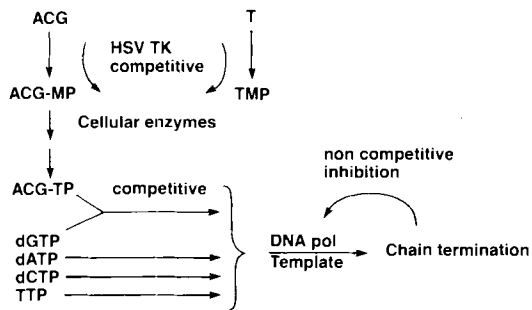 ACG
T
HSV TK
competitive
ACG-MP
TMP
Cellular enzymes
non competitive
inhibition
ACG-TP
competitive
dGTP
dATP
dCTP
TTP
DNA pol
Template
Chain termination